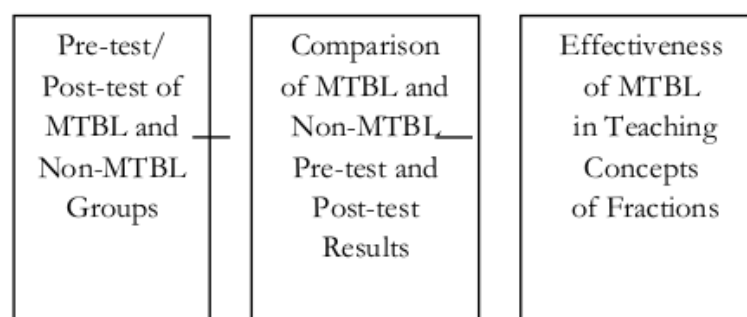 Pre-test/
Post-test of
MTBL and
Non-MTBL
Groups
Comparison
of MTBL and
Non-MTBL
Pre-test and
Post-test
Results
Effectiveness
of MTBL
in Teaching
Concepts
of Fractions